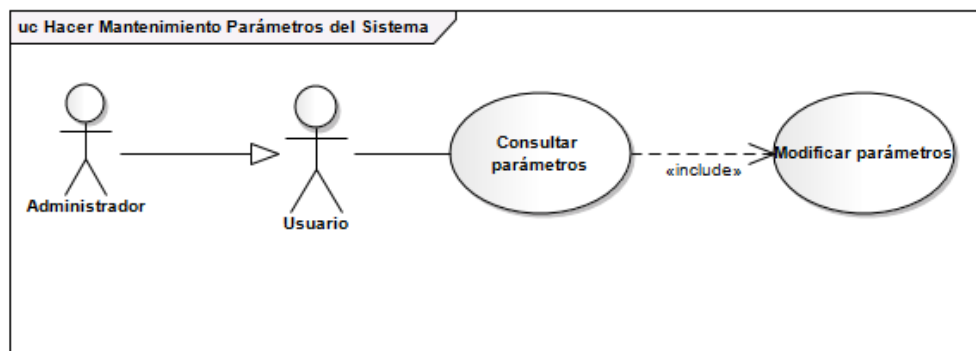 uc Hacer Mantenimiento Parámetros del Sistema
Administrador
Usuario
Consultar
parámetros
«include»
Modificar parámetros